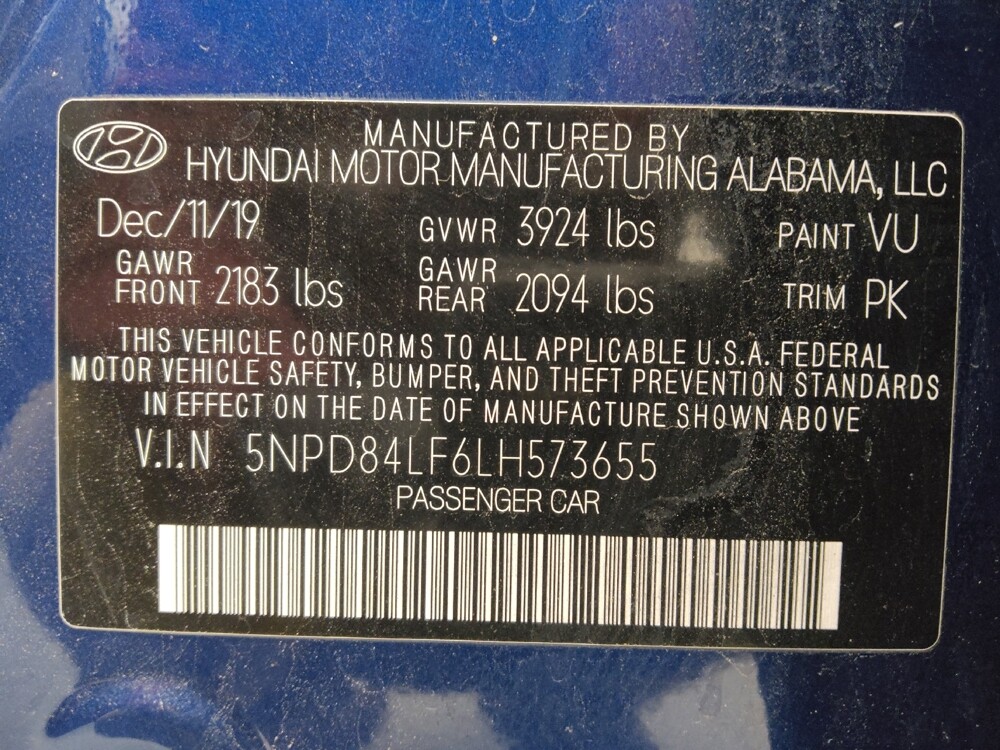 MANUFACTURED BY
HYUNDAI MOTOR MANUFACTURING ALABAMA, LLC
Dec/11/19 GVWR 3924 lbs PAINT VU
GAWR FRONT 2183 lbs GAWR REAR 2094 lbs TRIM PK
THIS VEHICLE CONFORMS TO ALL APPLICABLE U.S.A. FEDERAL
MOTOR VEHICLE SAFETY, BUMPER, AND THEFT PREVENTION STANDARDS
IN EFFECT ON THE DATE OF MANUFACTURE SHOWN ABOVE
V.I.N 5NPD84LF6LH573655
PASSENGER CAR